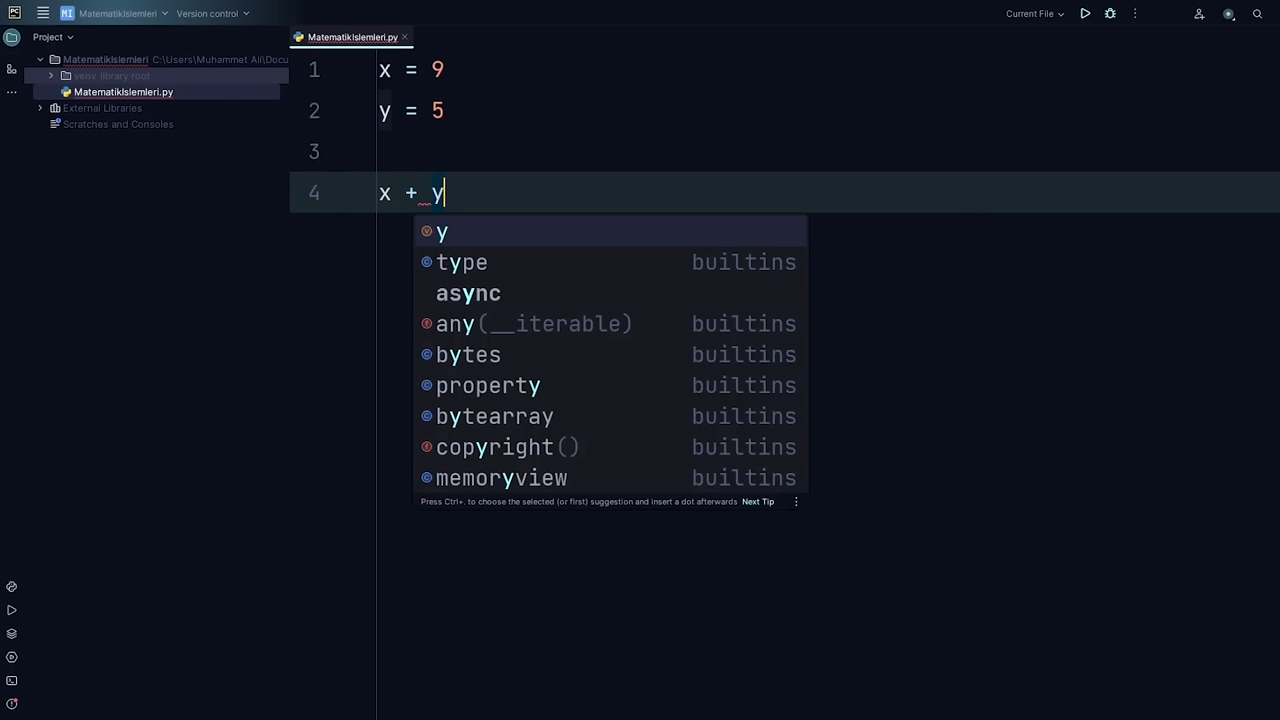 PC MI MatematikIslemleri Version control Current File
Project
MatematikIslemleri.py
MatematikIslemleri C:\Users\Muhammet Ali\Docu
venv library root
MatematikIslemleri.py
External Libraries
Scratches and Consoles
1 x = 9
2 y = 5
3
4 x + y
y
type builtins
async
any(__iterable) builtins
bytes builtins
property builtins
bytearray builtins
copyright() builtins
memoryview builtins
Press Ctrl+. to choose the selected (or first) suggestion and insert a dot afterwards Next Tip